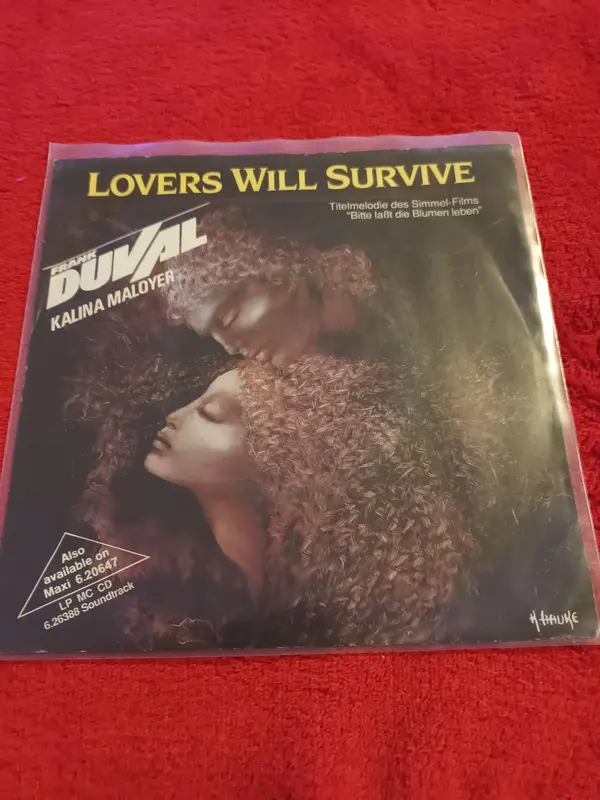 LOVERS WILL SURVIVE
Titelmelodie des Simmel-Films
"Bitte laßt die Blumen leben"
FRANK
DUVAL
KALINA MALOYER
Also
available on
Maxi 6.20647
LP MC CD
6.26388 Soundtrack
K. HAUKE